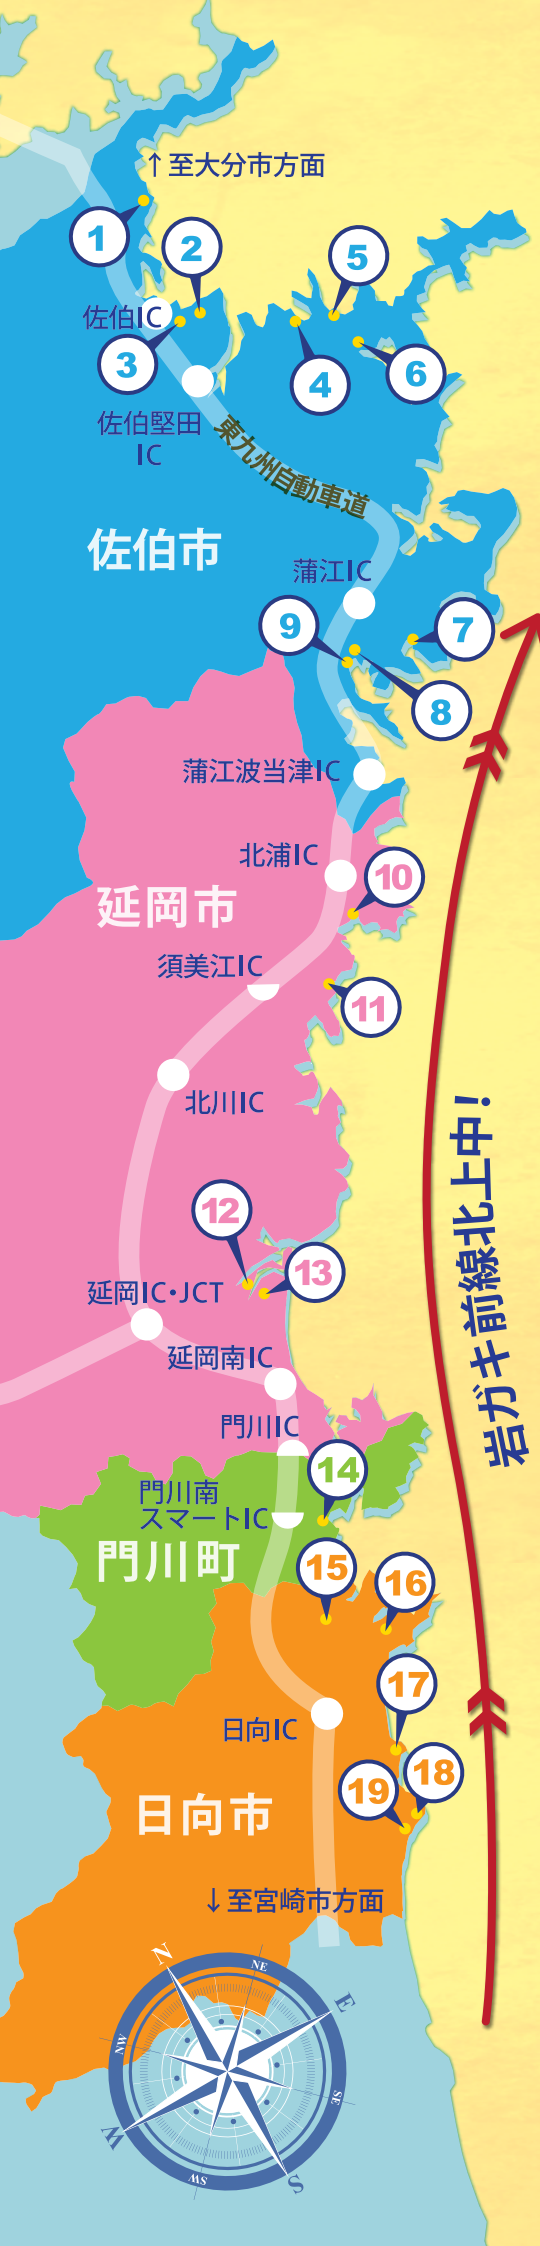 ↑至大分市方面
1
2
5
佐伯IC
3
4
6
佐伯堅田
IC
東九州自動車道
佐伯市
蒲江IC
9
7
8
蒲江波当津IC
北浦IC
10
延岡市
須美江IC
11
北川IC
12
13
延岡IC・JCT
延岡南IC
門川IC
14
門川南
スマートIC
門川町
15
16
17
日向IC
18
19
日向市
↓至宮崎市方面
岩ガキ前線北上中!
N
NE
E
SE
S
SW
W
NW